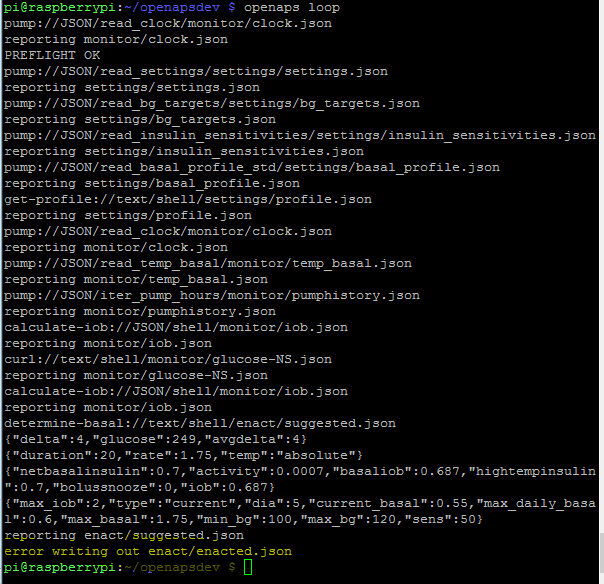 pi@raspberrypi:~/openapsdev $ openaps loop
pump://JSON/read_clock/monitor/clock.json
reporting monitor/clock.json
PREFLIGHT OK
pump://JSON/read_settings/settings/settings.json
reporting settings/settings.json
pump://JSON/read_bg_targets/settings/bg_targets.json
reporting settings/bg_targets.json
pump://JSON/read_insulin_sensitivities/settings/insulin_sensitivities.json
reporting settings/insulin_sensitivities.json
pump://JSON/read_basal_profile_std/settings/basal_profile.json
reporting settings/basal_profile.json
get-profile://text/shell/settings/profile.json
reporting settings/profile.json
pump://JSON/read_clock/monitor/clock.json
reporting monitor/clock.json
pump://JSON/read_temp_basal/monitor/temp_basal.json
reporting monitor/temp_basal.json
pump://JSON/iter_pump_hours/monitor/pumphistory.json
reporting monitor/pumphistory.json
calculate-iob://JSON/shell/monitor/iob.json
reporting monitor/iob.json
curl://text/shell/monitor/glucose-NS.json
reporting monitor/glucose-NS.json
calculate-iob://JSON/shell/monitor/iob.json
reporting monitor/iob.json
determine-basal://text/shell/enact/suggested.json
{"delta":4,"glucose":249,"avgdelta":4}
{"duration":20,"rate":1.75,"temp":"absolute"}
{"netbasalinsulin":0.7,"activity":0.0007,"basaliob":0.687,"hightempinsulin
":0.7,"bolussnooze":0,"iob":0.687}
{"max_iob":2,"type":"current","dia":5,"current_basal":0.55,"max_daily_basa
l":0.6,"max_basal":1.75,"min_bg":100,"max_bg":120,"sens":50}
reporting enact/suggested.json
error writing out enact/enacted.json
pi@raspberrypi:~/openapsdev $